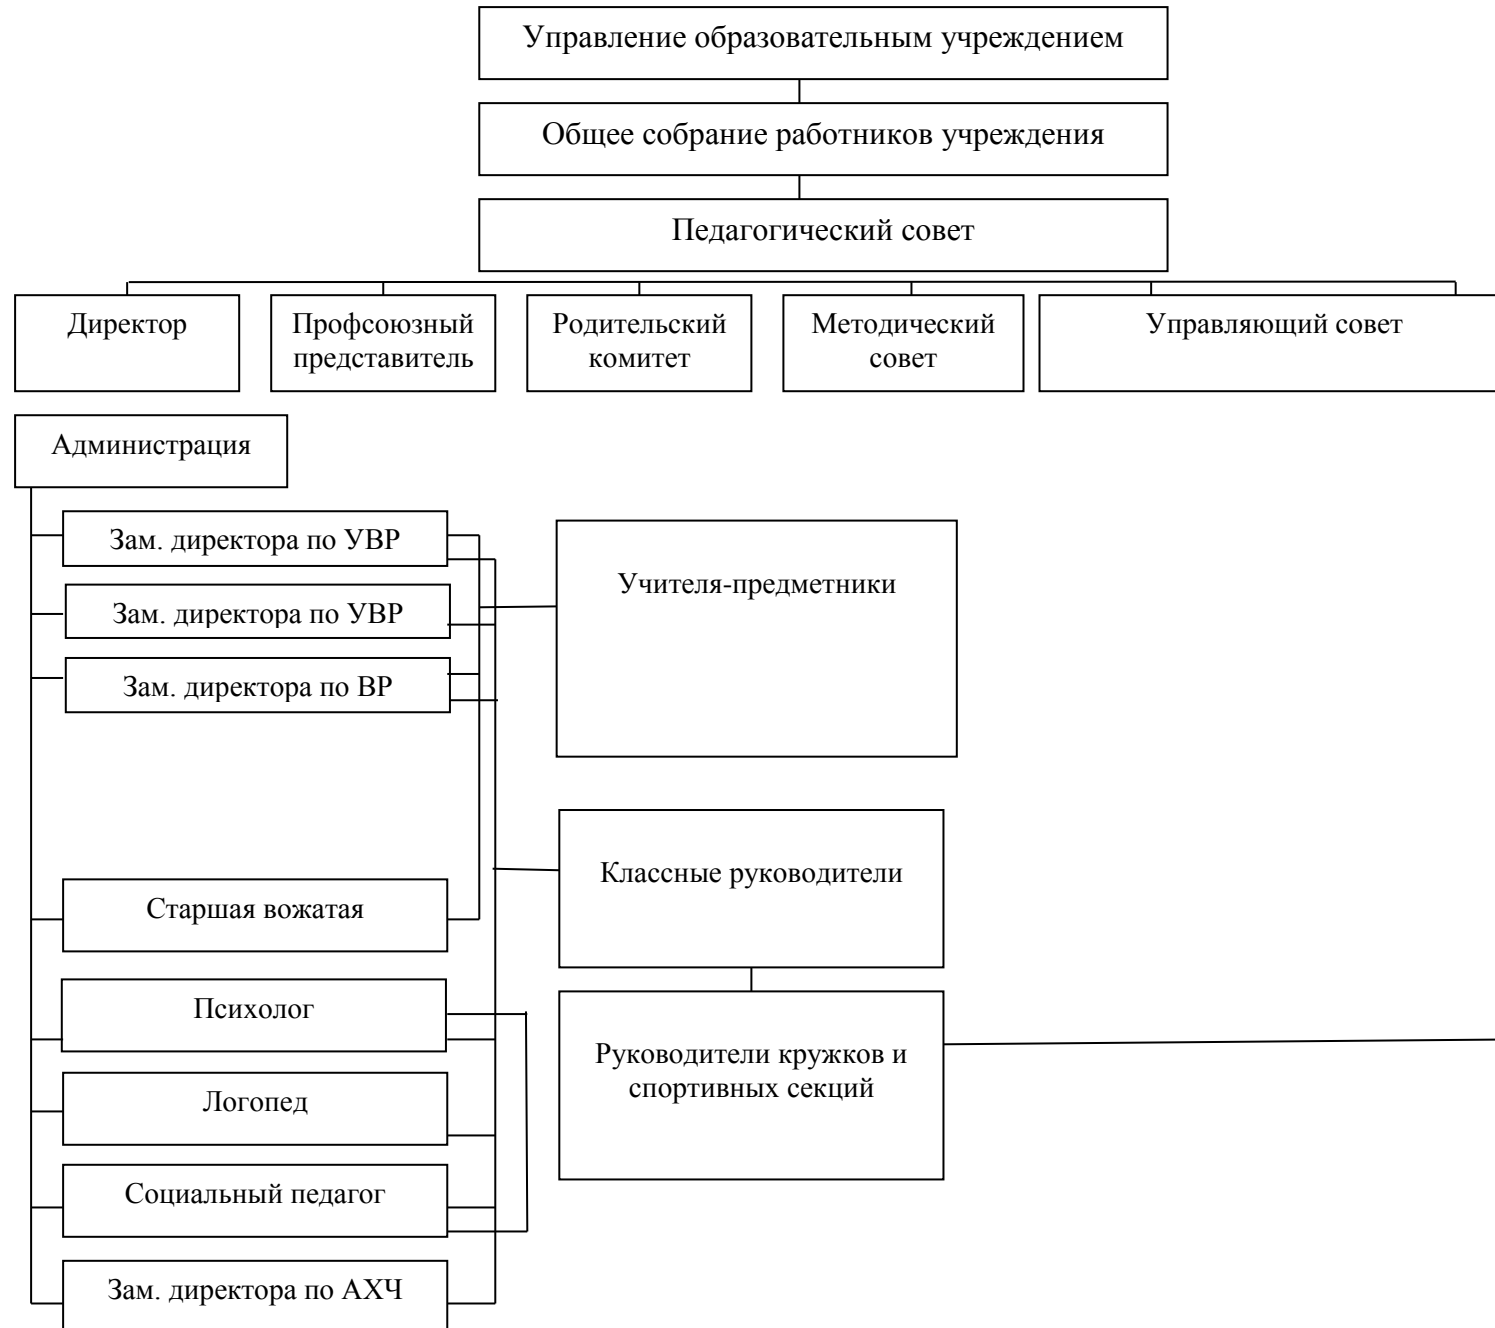 Управление образовательным учреждением
Общее собрание работников учреждения
Педагогический совет
Директор
Профсоюзный
представитель
Родительский
комитет
Методический
совет
Управляющий совет
Администрация
Зам. директора по УВР
Зам. директора по УВР
Зам. директора по ВР
Старшая вожатая
Психолог
Логопед
Социальный педагог
Зам. директора по АХЧ
Учителя-предметники
Классные руководители
Руководители кружков и
спортивных секций